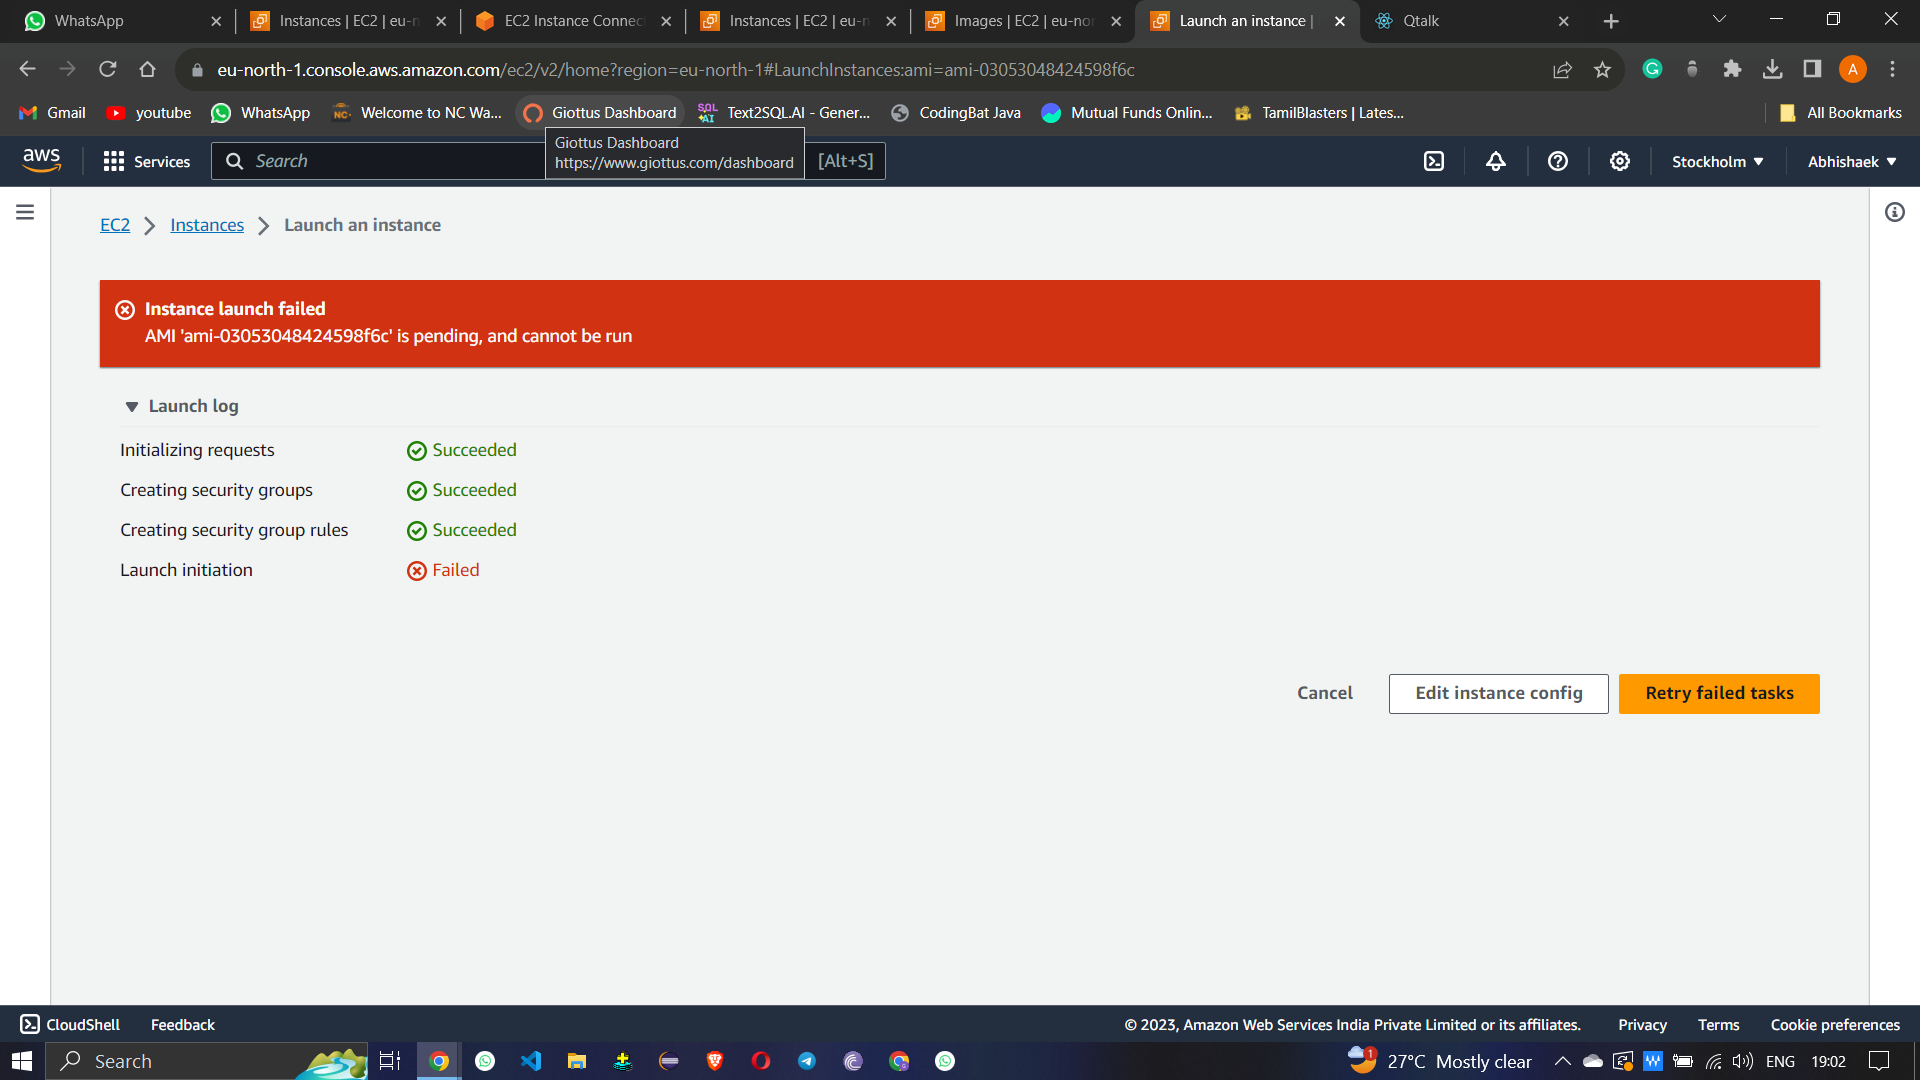 WhatsApp
Instances | EC2 | eu-n
EC2 Instance Connec
Instances | EC2 | eu-n
Images | EC2 | eu-nor
Launch an instance |
Qtalk
eu-north-1.console.aws.amazon.com/ec2/v2/home?region=eu-north-1#LaunchInstances:ami=ami-03053048424598f6c
A
Gmail
youtube
WhatsApp
Welcome to NC Wa...
Giottus Dashboard
Text2SQL.AI - Gener...
CodingBat Java
Mutual Funds Onlin...
TamilBlasters | Lates...
All Bookmarks
Giottus Dashboard
https://www.giottus.com/dashboard
aws
Services
Search
[Alt+S]
Stockholm
Abhishaek
EC2
Instances
Launch an instance
Instance launch failed
AMI 'ami-03053048424598f6c' is pending, and cannot be run
Launch log
Initializing requests Succeeded
Creating security groups Succeeded
Creating security group rules Succeeded
Launch initiation Failed
Cancel
Edit instance config
Retry failed tasks
CloudShell
Feedback
© 2023, Amazon Web Services India Private Limited or its affiliates.
Privacy
Terms
Cookie preferences
Search
1
27°C Mostly clear
ENG
19:02